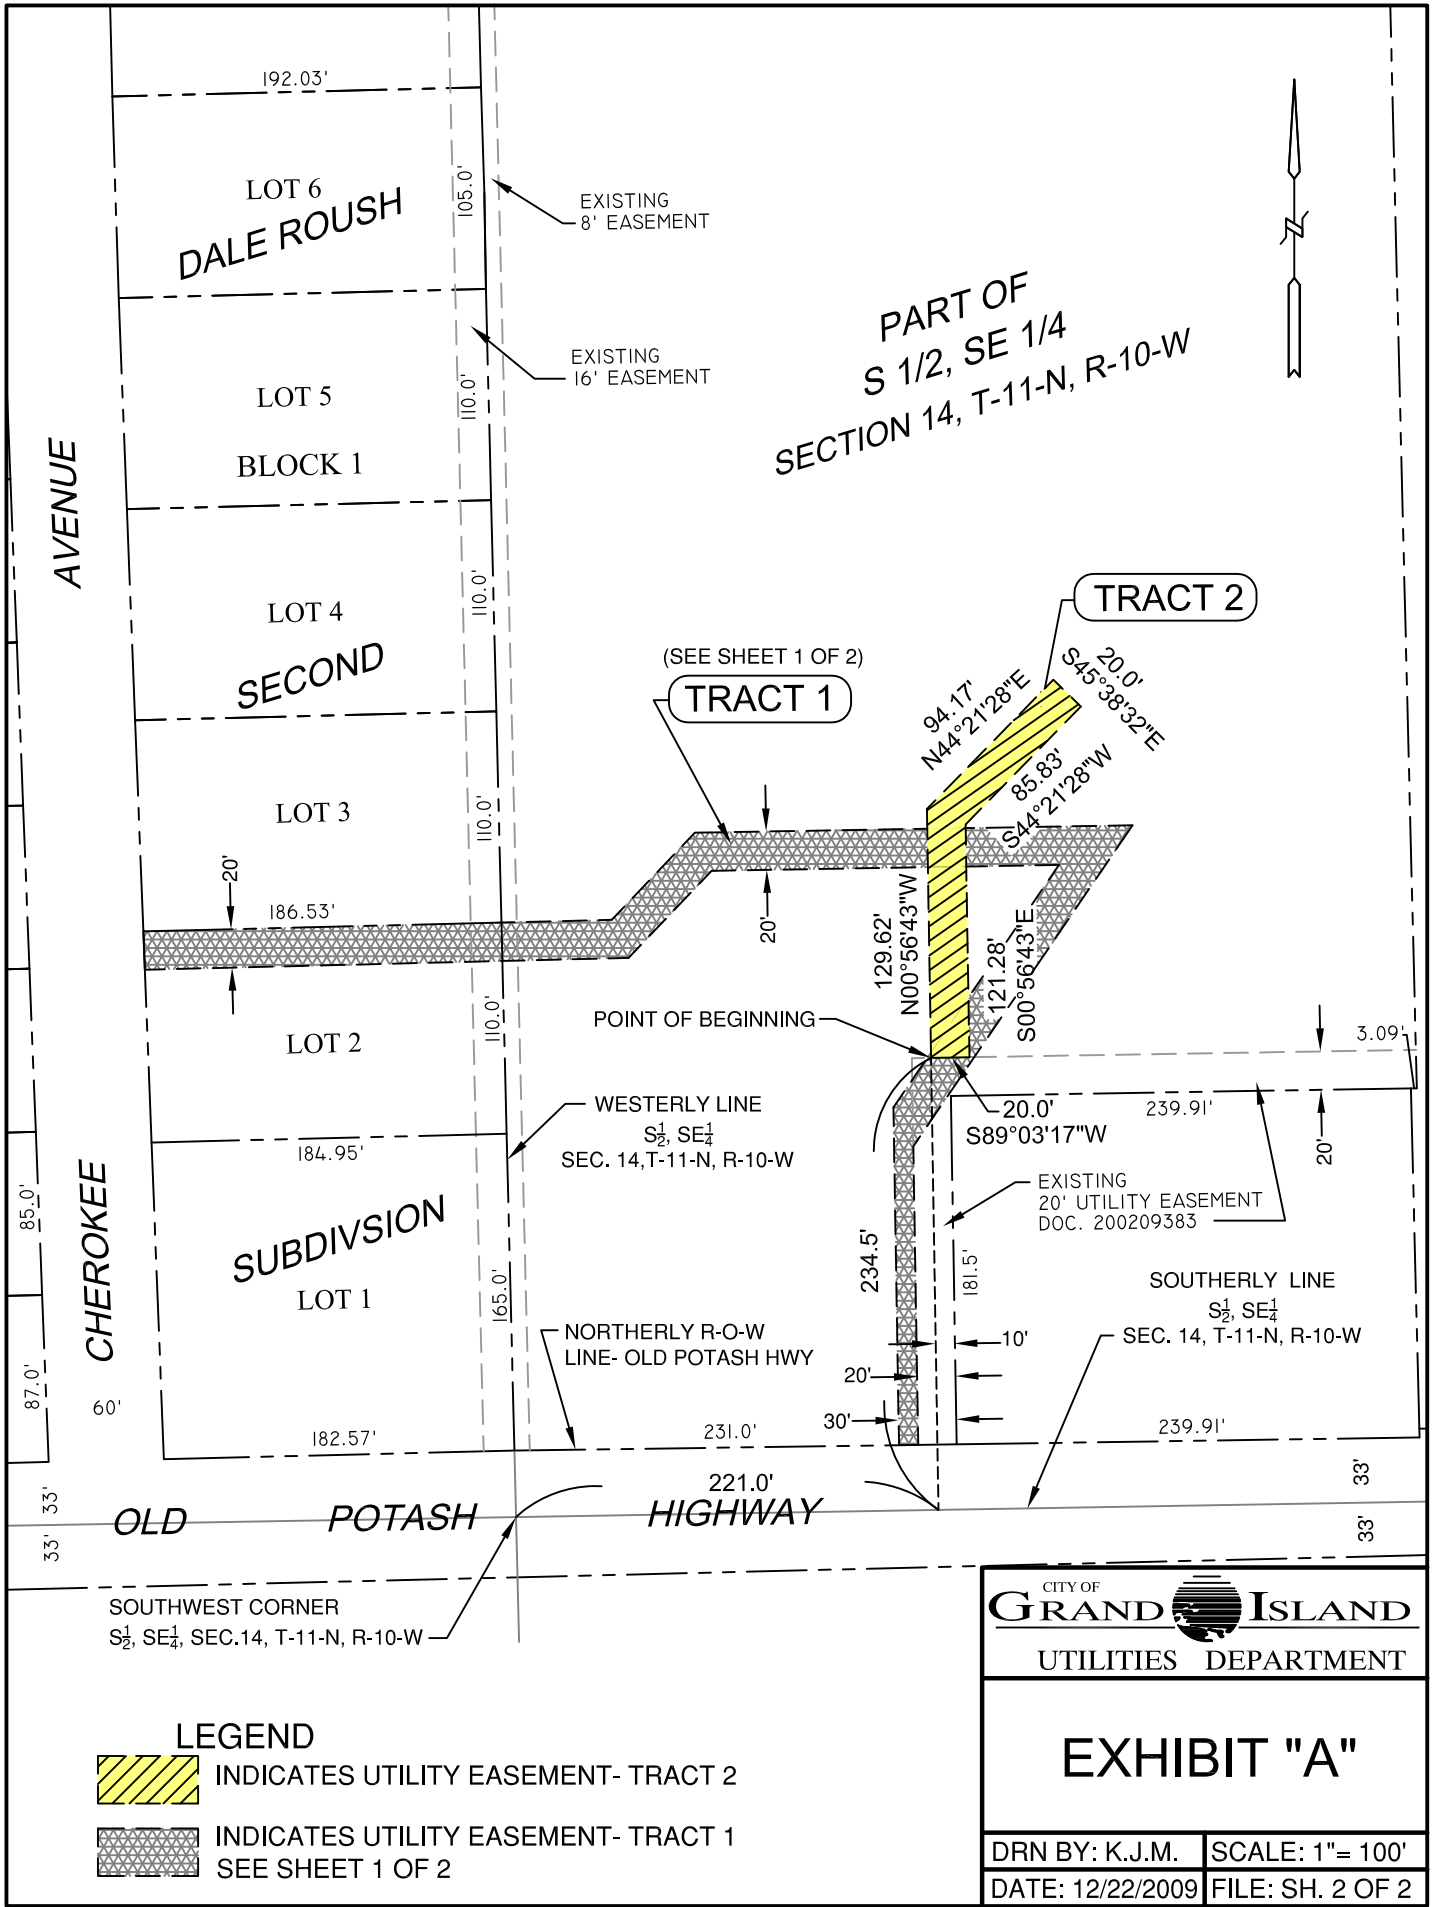 192.03'
LOT 6
DALE ROUSH
105.0'
EXISTING
8' EASEMENT
EXISTING
16' EASEMENT
PART OF
S 1/2, SE 1/4
SECTION 14, T-11-N, R-10-W
LOT 5
BLOCK 1
110.0'
AVENUE
LOT 4
110.0'
SECOND
(SEE SHEET 1 OF 2)
TRACT 1
TRACT 2
94.17'
N44°21'28"E
20.0'
S45°38'32"E
85.83'
S44°21'28"W
LOT 3
110.0'
20'
186.53'
20'
129.62'
N00°56'43"W
121.28'
S00°56'43"E
LOT 2
110.0'
POINT OF BEGINNING
3.09'
WESTERLY LINE
S½, SE¼
SEC. 14,T-11-N, R-10-W
20.0'
S89°03'17"W
239.91'
20'
184.95'
EXISTING
20' UTILITY EASEMENT
DOC. 200209383
85.0'
CHEROKEE
SUBDIVSION
LOT 1
165.0'
234.5'
181.5'
SOUTHERLY LINE
S½, SE¼
SEC. 14, T-11-N, R-10-W
NORTHERLY R-O-W
LINE- OLD POTASH HWY
10'
20'
30'
87.0'
60'
182.57'
231.0'
239.91'
221.0'
33'
33'
OLD POTASH HIGHWAY
33'
33'
SOUTHWEST CORNER
S½, SE¼, SEC.14, T-11-N, R-10-W
CITY OF
GRAND ISLAND
UTILITIES DEPARTMENT
LEGEND
INDICATES UTILITY EASEMENT- TRACT 2
INDICATES UTILITY EASEMENT- TRACT 1
SEE SHEET 1 OF 2
EXHIBIT "A"
DRN BY: K.J.M.
SCALE: 1"= 100'
DATE: 12/22/2009
FILE: SH. 2 OF 2